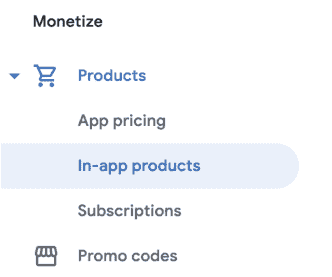 Monetize
Products
App pricing
In-app products
Subscriptions
Promo codes